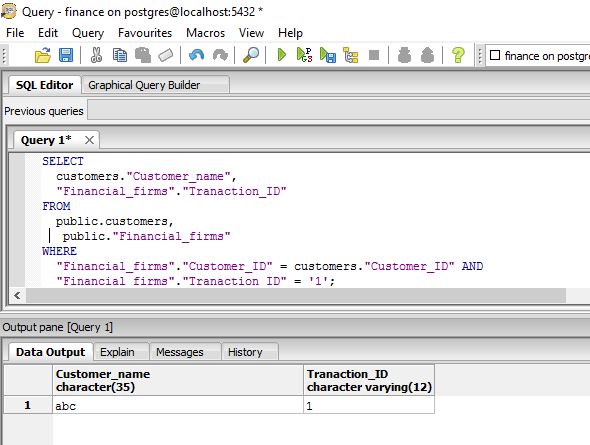 Query - finance on postgres@localhost:5432 *
File Edit Query Favourites Macros View Help
finance on postgre
SQL Editor Graphical Query Builder
Previous queries
Query 1*
SELECT
customers."Customer_name",
"Financial_firms"."Tranaction_ID"
FROM
public.customers,
public."Financial_firms"
WHERE
"Financial_firms"."Customer_ID" = customers."Customer_ID" AND
"Financial_firms"."Tranaction_ID" = '1';
Output pane [Query 1]
Data Output Explain Messages History
Customer_name Tranaction_ID
character(35) character varying(12)
1 abc 1